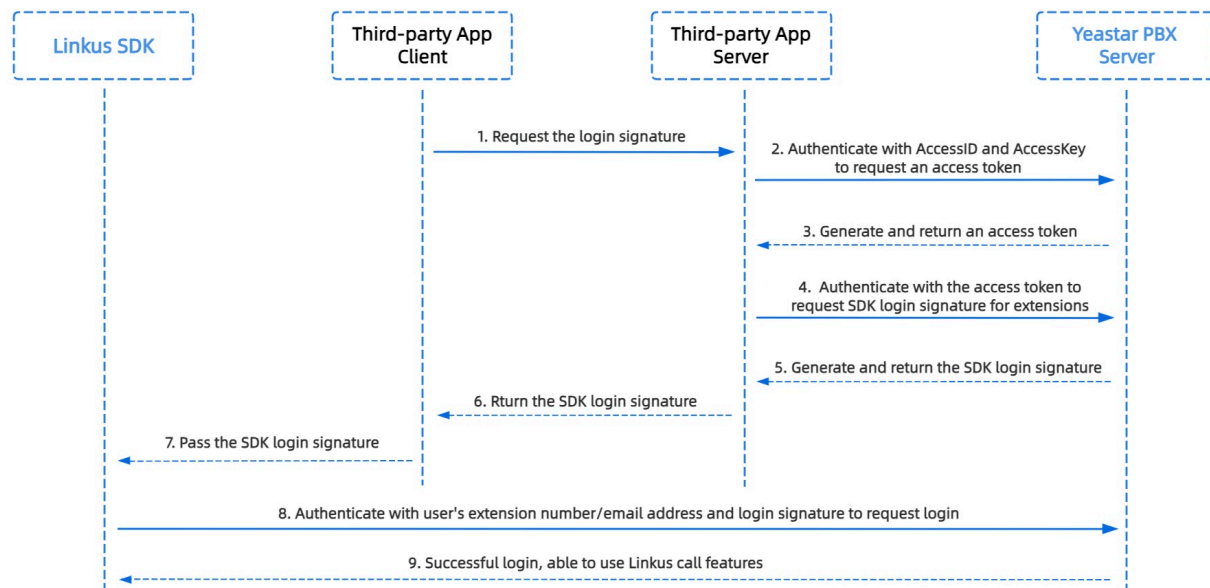 Linkus SDK
Third-party App
Client
Third-party App
Server
Yeastar PBX
Server
1. Request the login signature
2. Authenticate with AccessID and AccessKey
to request an access token
3. Generate and return an access token
4. Authenticate with the access token to
request SDK login signature for extensions
5. Generate and return the SDK login signature
6. Rturn the SDK login signature
7. Pass the SDK login signature
8. Authenticate with user's extension number/email address and login signature to request login
9. Successful login, able to use Linkus call features